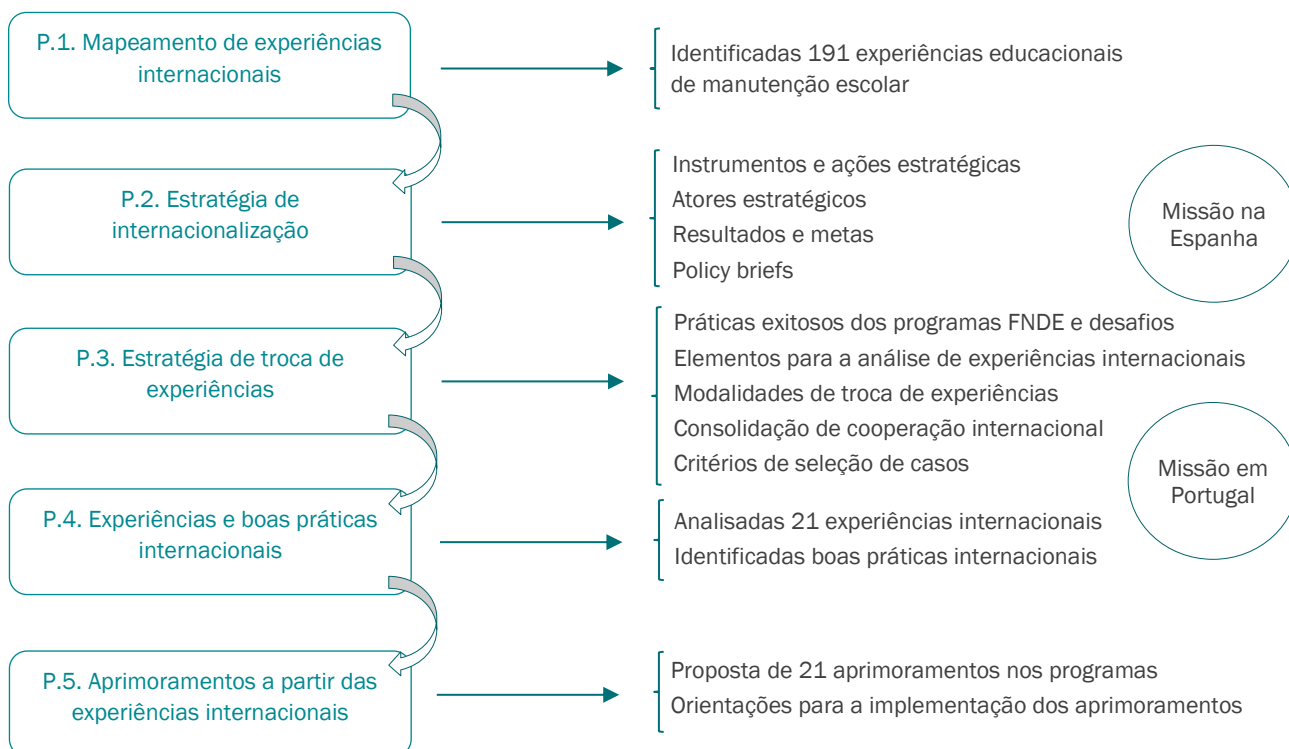 P.1. Mapeamento de experiências
internacionais
Identificadas 191 experiências educacionais
de manutenção escolar
P.2. Estratégia de
internacionalização
Instrumentos e ações estratégicas
Atores estratégicos
Resultados e metas
Policy briefs
Missão na
Espanha
P.3. Estratégia de troca de
experiências
Práticas exitosos dos programas FNDE e desafios
Elementos para a análise de experiências internacionais
Modalidades de troca de experiências
Consolidação de cooperação internacional
Critérios de seleção de casos
Missão em
Portugal
P.4. Experiências e boas práticas
internacionais
Analisadas 21 experiências internacionais
Identificadas boas práticas internacionais
P.5. Aprimoramentos a partir das
experiências internacionais
Proposta de 21 aprimoramentos nos programas
Orientações para a implementação dos aprimoramentos